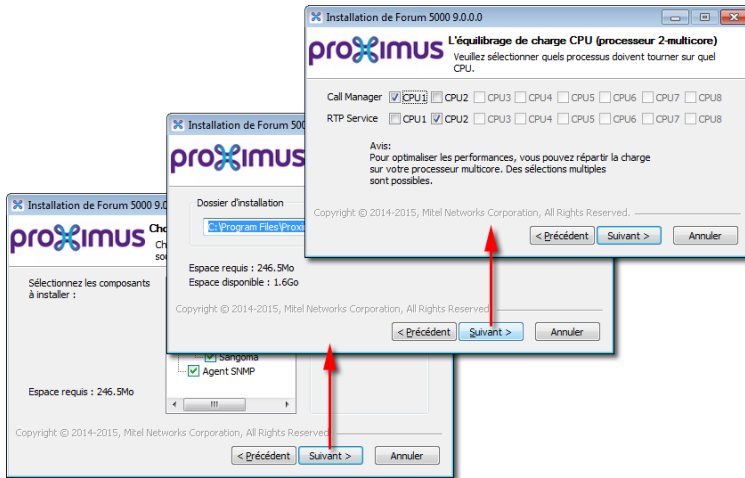 Installation de Forum 5000 9.0.0.0
proximus
L'équilibrage de charge CPU (processeur 2-multicore)
Veuillez sélectionner quels processus doivent tourner sur quel
CPU.
Call Manager CPU1 CPU2 CPU3 CPU4 CPU5 CPU6 CPU7 CPU8
RTP Service CPU1 CPU2 CPU3 CPU4 CPU5 CPU6 CPU7 CPU8
Avis:
Pour optimaliser les performances, vous pouvez répartir la charge
sur votre processeur multicore. Des sélections multiples
sont possibles.
Copyright © 2014-2015, Mitel Networks Corporation, All Rights Reserved.
< Précédent Suivant > Annuler
Installation de Forum 500
proximus
Dossier d'installation
C:\Program Files\Proxim
Espace requis : 246.5Mo
Espace disponible : 1.6Go
Copyright © 2014-2015, Mitel Networks Corporation, All Rights Reserved.
< Précédent Suivant > Annuler
Installation de Forum 5000 9.0
proximus
Sélectionnez les composants
à installer :
Sangoma
Agent SNMP
Espace requis : 246.5Mo
Copyright © 2014-2015, Mitel Networks Corporation, All Rights Reserved.
< Précédent Suivant > Annuler